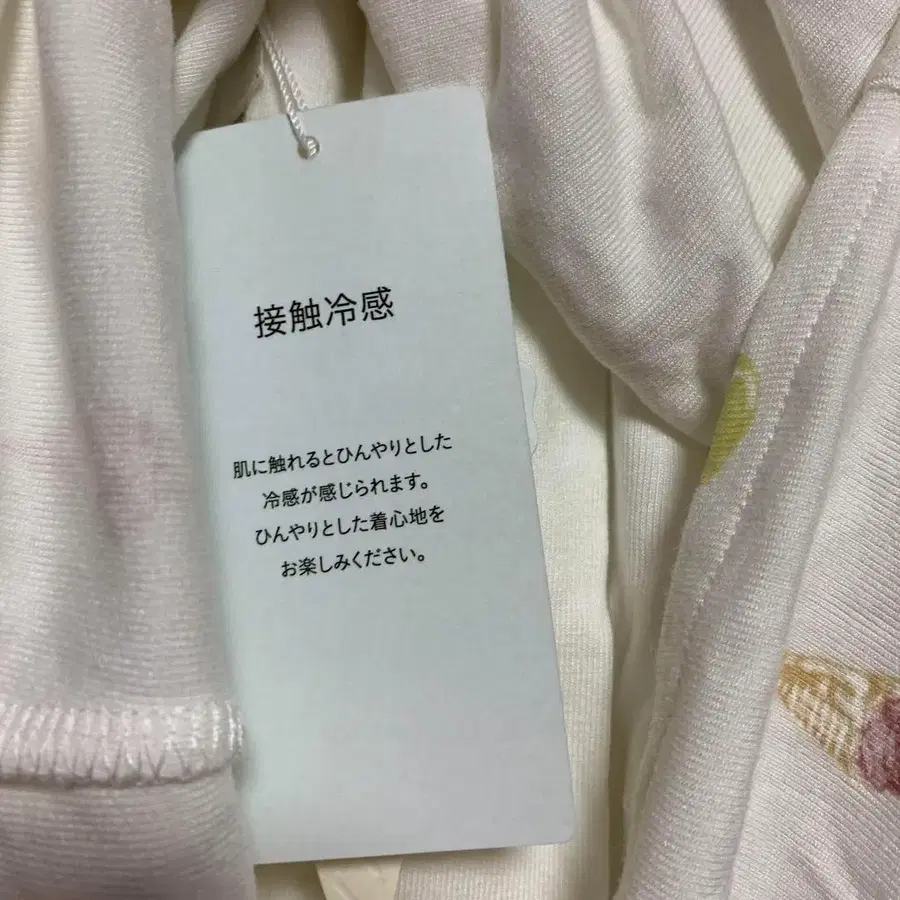 接触冷感
肌に触れるとひんやりとした
冷感が感じられます。
ひんやりとした着心地を
お楽しみください。